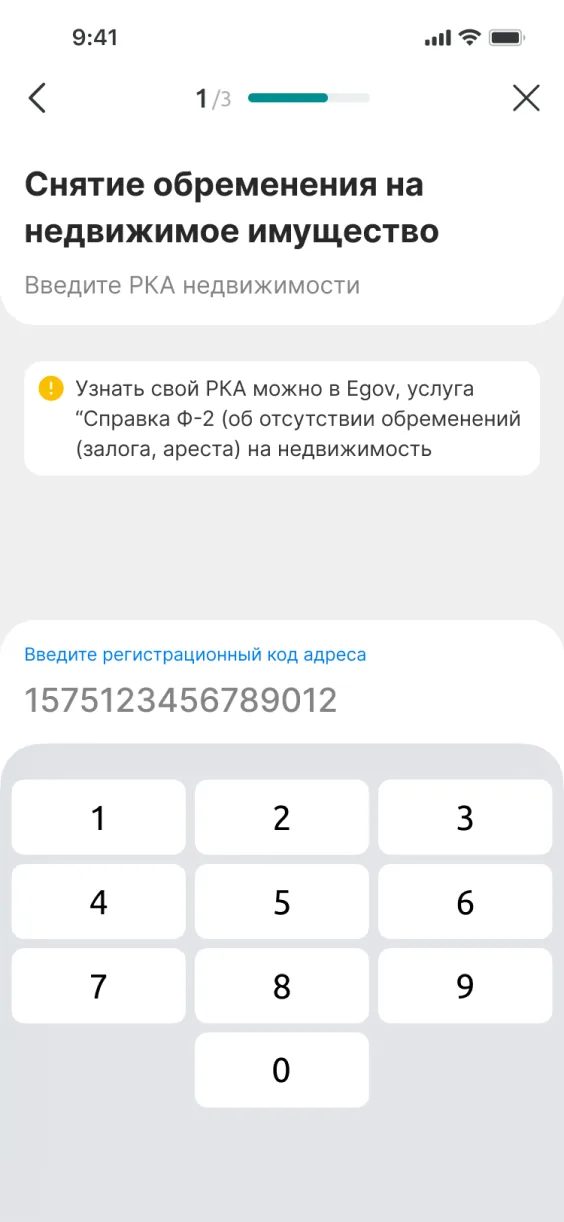 9:41
1/3
Снятие обременения на
недвижимое имущество
Введите РКА недвижимости
Узнать свой РКА можно в Egov, услуга
“Справка Ф-2 (об отсутствии обременений
(залога, ареста) на недвижимость
Введите регистрационный код адреса
1575123456789012
1 2 3
4 5 6
7 8 9
0